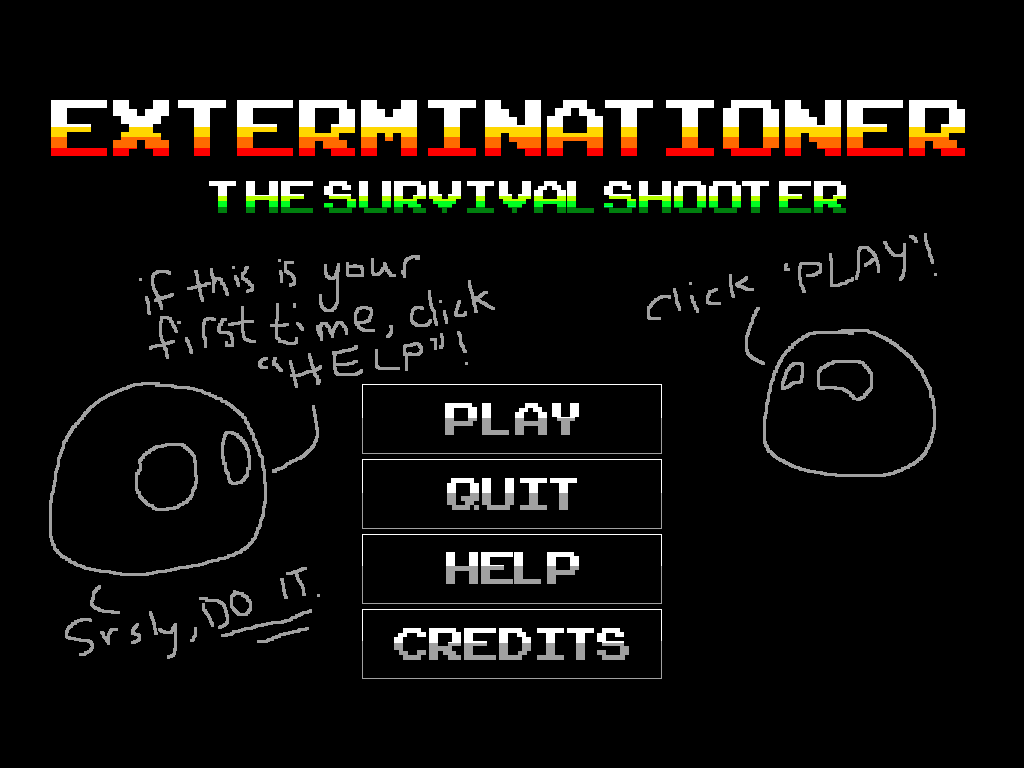 EXTERMINATIONER
THE SURVIVAL SHOOTER
if this is your
first time, click
"HELP"!
click 'PLAY'!
PLAY
QUIT
HELP
CREDITS
Srsly, DO IT.